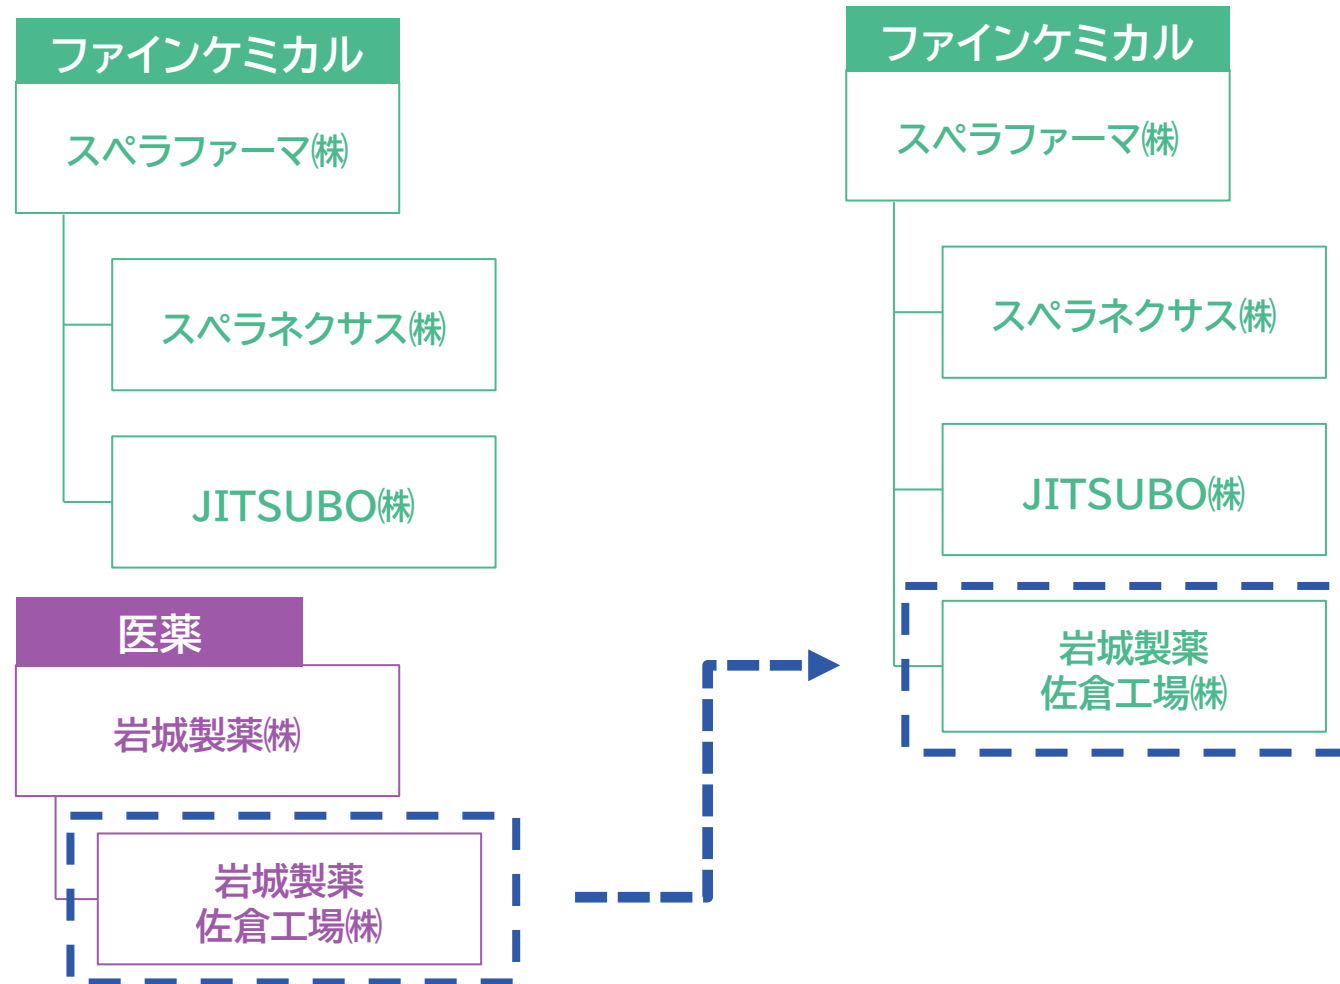 ファインケミカル
スペラファーマ㈱
スペラネクサス㈱
JITSUBO㈱
医薬
岩城製薬㈱
岩城製薬
佐倉工場㈱
ファインケミカル
スペラファーマ㈱
スペラネクサス㈱
JITSUBO㈱
岩城製薬
佐倉工場㈱